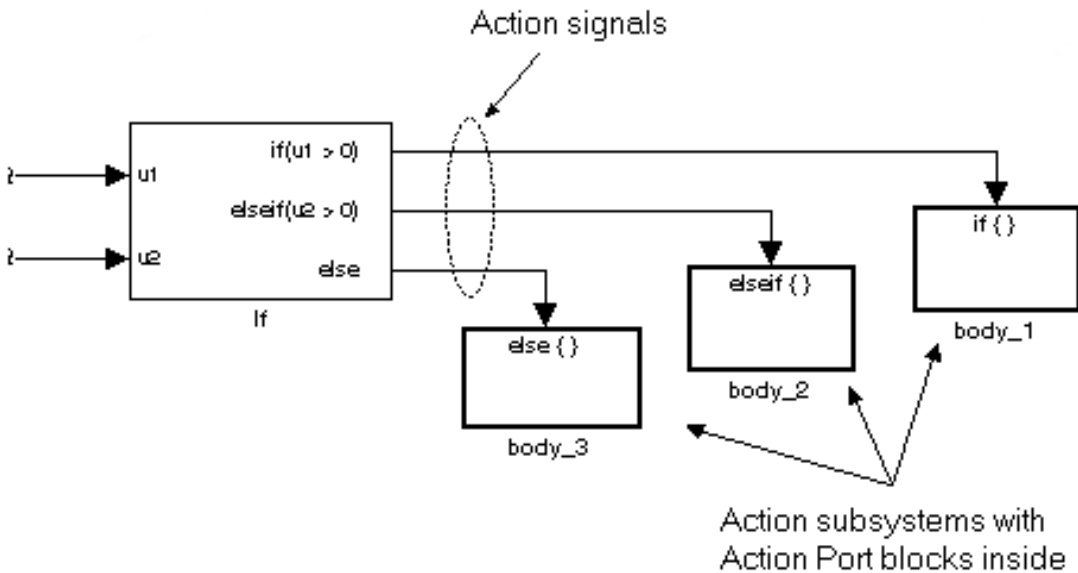 Action signals
if(u1 > 0)
u1
elseif(u2 > 0)
u2
else
If
if { }
body_1
elseif { }
body_2
else { }
body_3
Action subsystems with
Action Port blocks inside